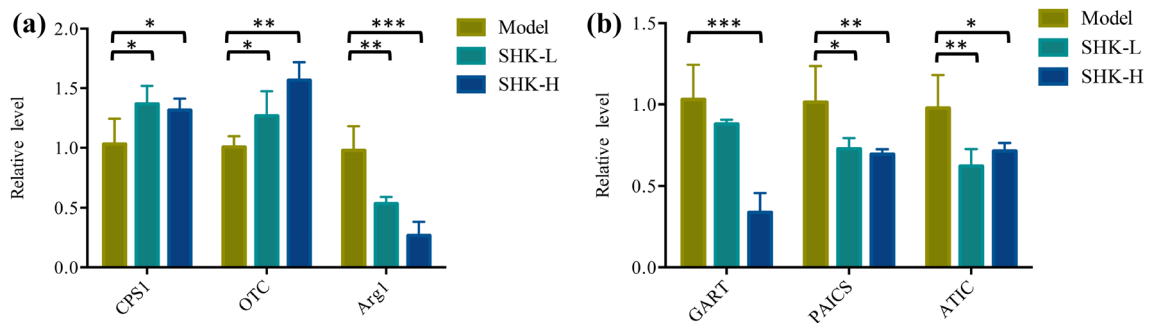 (a)
Relative level
2.0
1.5
1.0
0.5
0.0
* ** ***
* * **
CPS1 OTC Arg1
Model
SHK-L
SHK-H
(b)
Relative level
1.5
1.0
0.5
0.0
*** ** *
* **
GART PAICS ATIC
Model
SHK-L
SHK-H